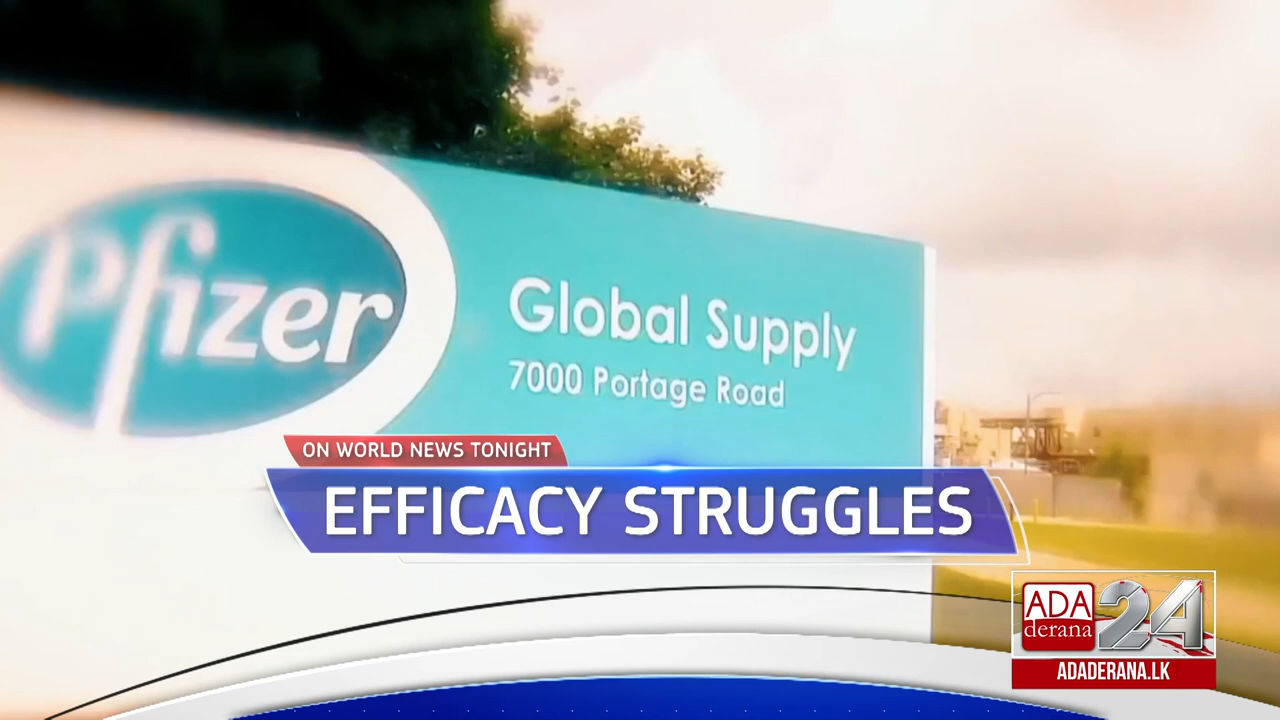 Pfizer
Global Supply
7000 Portage Road
ON WORLD NEWS TONIGHT
EFFICACY STRUGGLES
ADA
derana
24
ADADERANA.LK